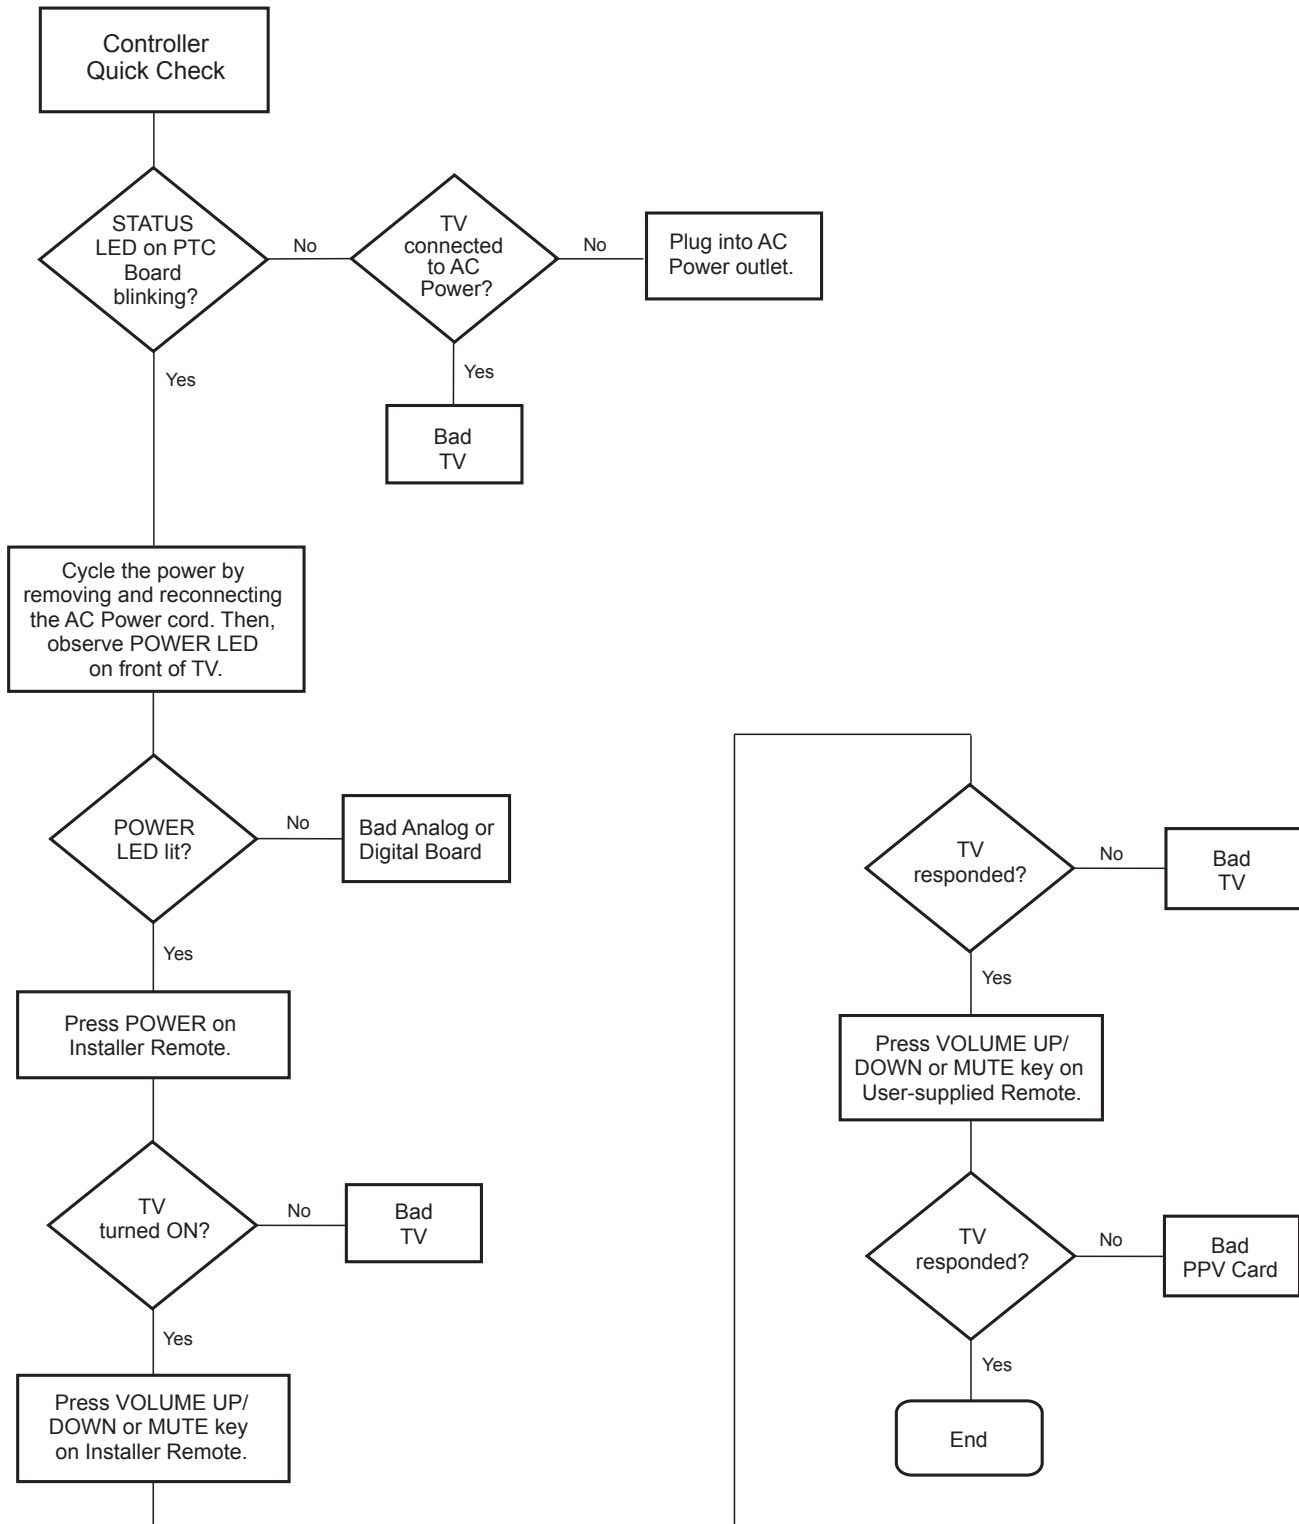 Controller
Quick Check
STATUS
LED on PTC
Board
blinking?
No
TV
connected
to AC
Power?
No
Plug into AC
Power outlet.
Yes
Yes
Bad
TV
Cycle the power by
removing and reconnecting
the AC Power cord. Then,
observe POWER LED
on front of TV.
POWER
LED lit?
No
Bad Analog or
Digital Board
Yes
Press POWER on
Installer Remote.
TV
turned ON?
No
Bad
TV
Yes
Press VOLUME UP/
DOWN or MUTE key
on Installer Remote.
TV
responded?
No
Bad
TV
Yes
Press VOLUME UP/
DOWN or MUTE key on
User-supplied Remote.
TV
responded?
No
Bad
PPV Card
Yes
End